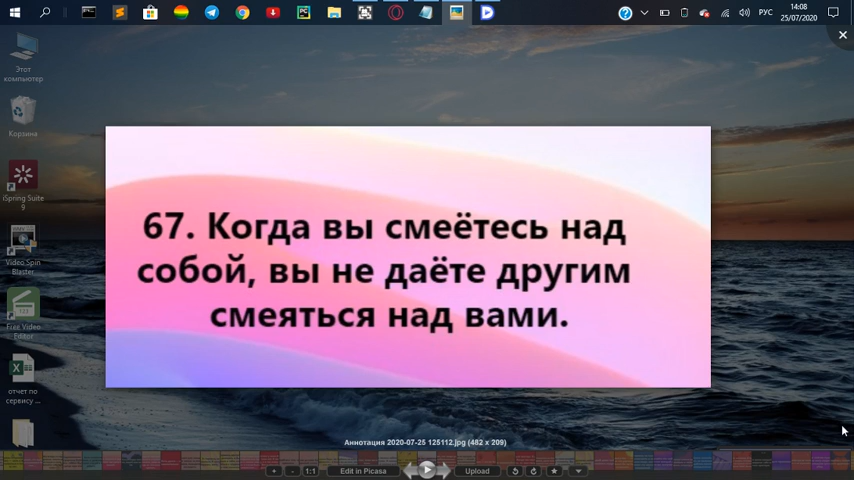 РУС
14:08
25/07/2020
Этот
компьютер
Корзина
iSpring Suite
9
Video Spin
Blaster
Free Video
Editor
отчет по
сервису ...
67. Когда вы смеётесь над
собой, вы не даёте другим
смеяться над вами.
Аннотация 2020-07-25 125112.jpg (482 x 209)
1:1
Edit in Picasa
Upload